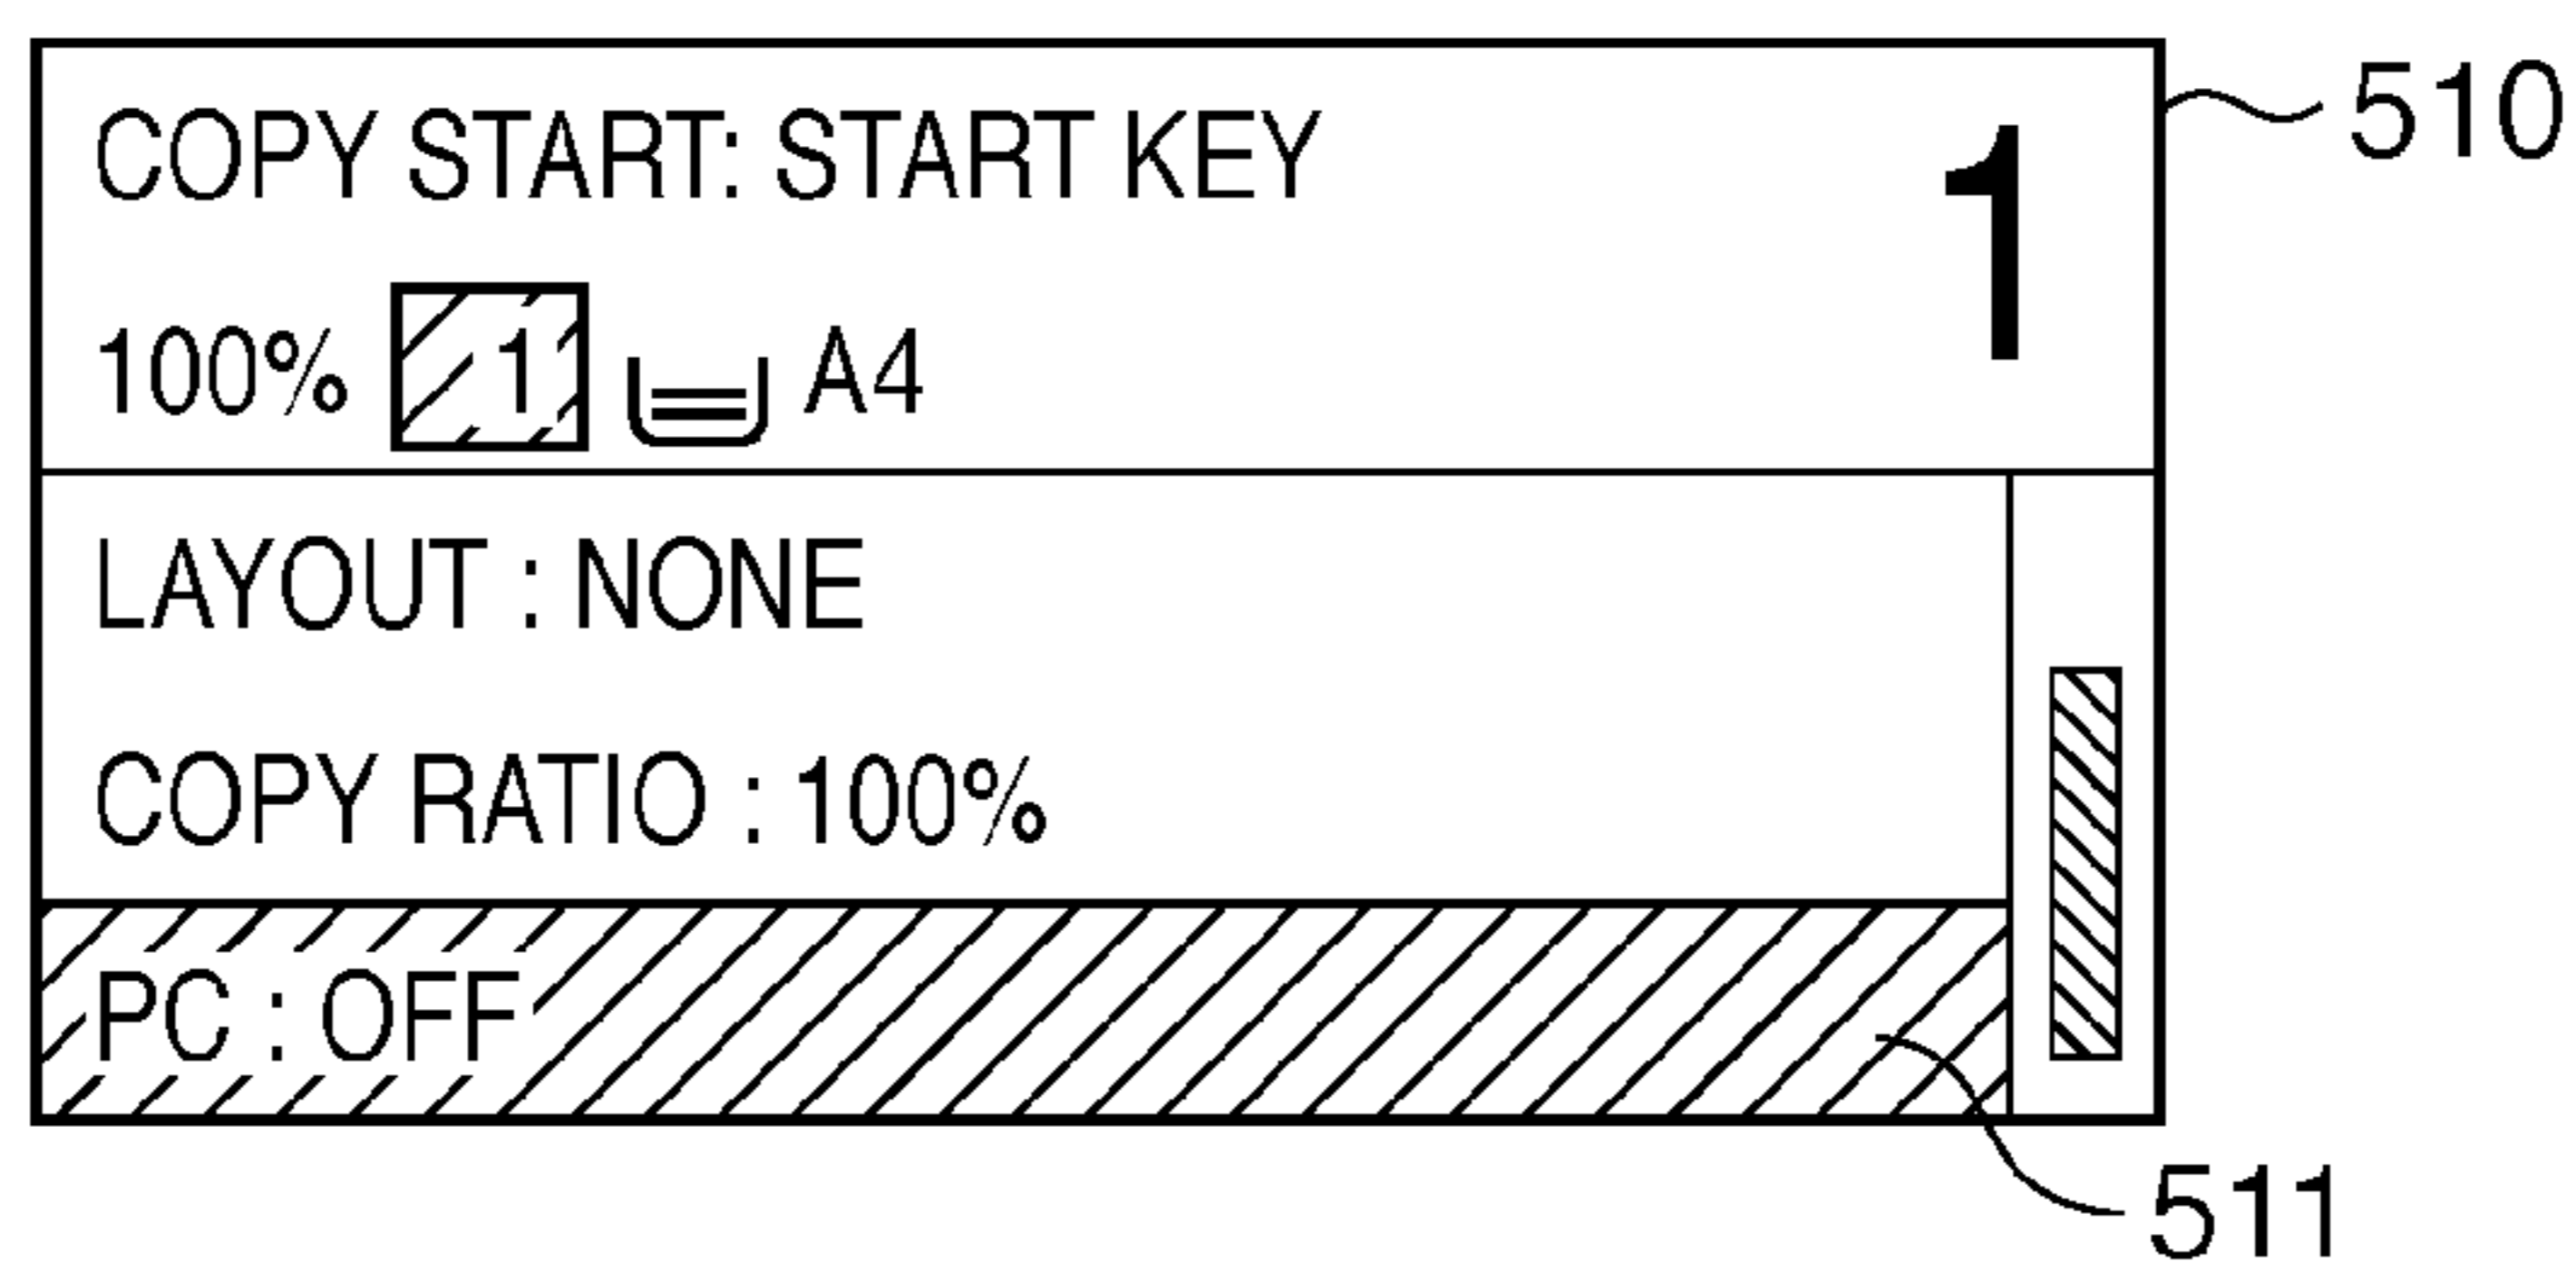 COPY START: START KEY
1
510
100% 1 A4
LAYOUT : NONE
COPY RATIO : 100%
PC : OFF
511